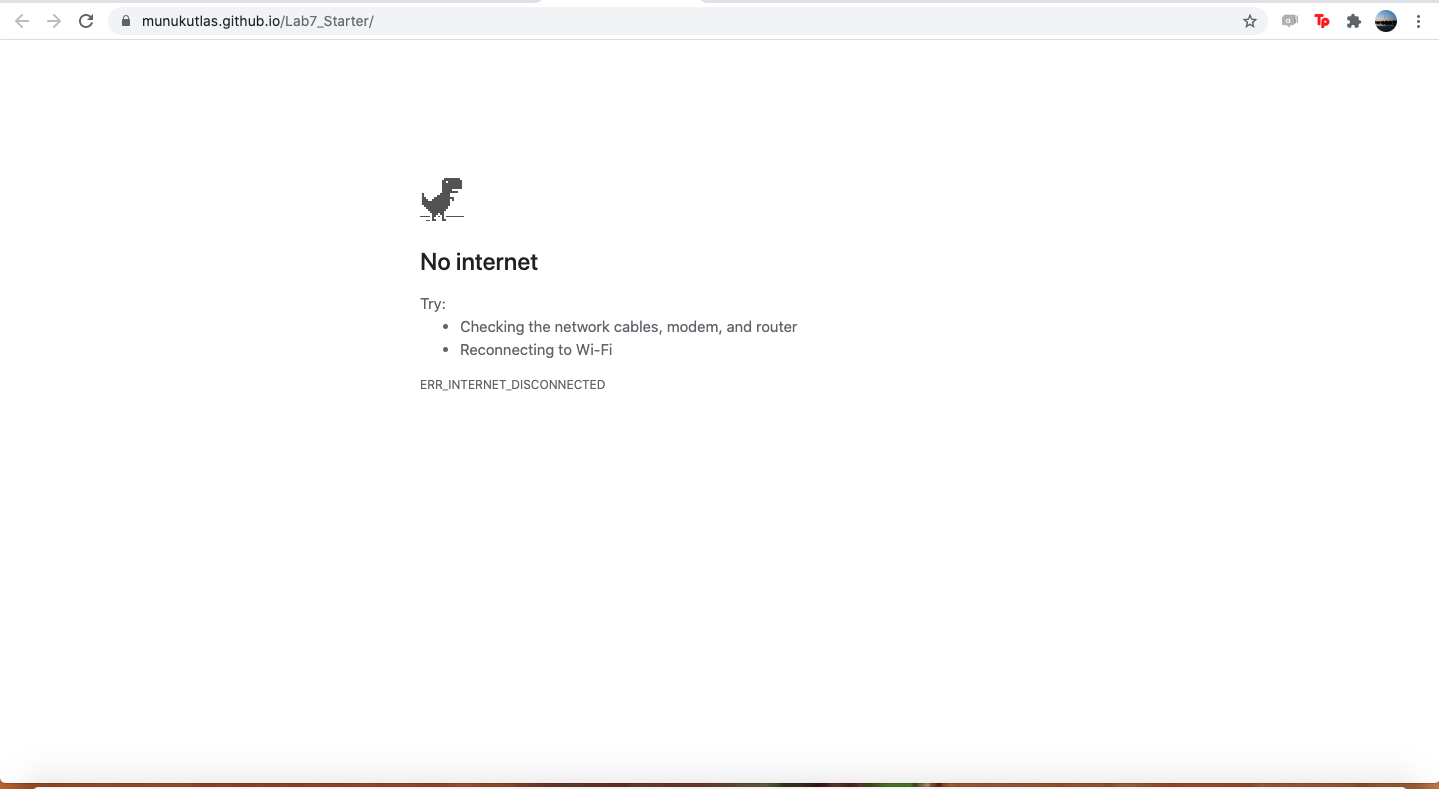 munukutlas.github.io/Lab7_Starter/
Tp
No internet
Try:
• Checking the network cables, modem, and router
• Reconnecting to Wi-Fi
ERR_INTERNET_DISCONNECTED